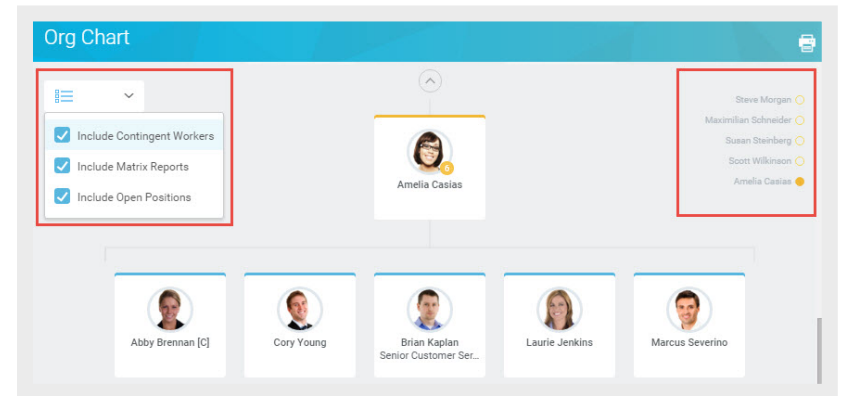 Org Chart
Include Contingent Workers
Include Matrix Reports
Include Open Positions
Steve Morgan
Maximilian Schneider
Susan Steinberg
Scott Wilkinson
Amelia Casias
6
Amelia Casias
Abby Brennan [C]
Cory Young
Brian Kaplan
Senior Customer Ser...
Laurie Jenkins
Marcus Severino